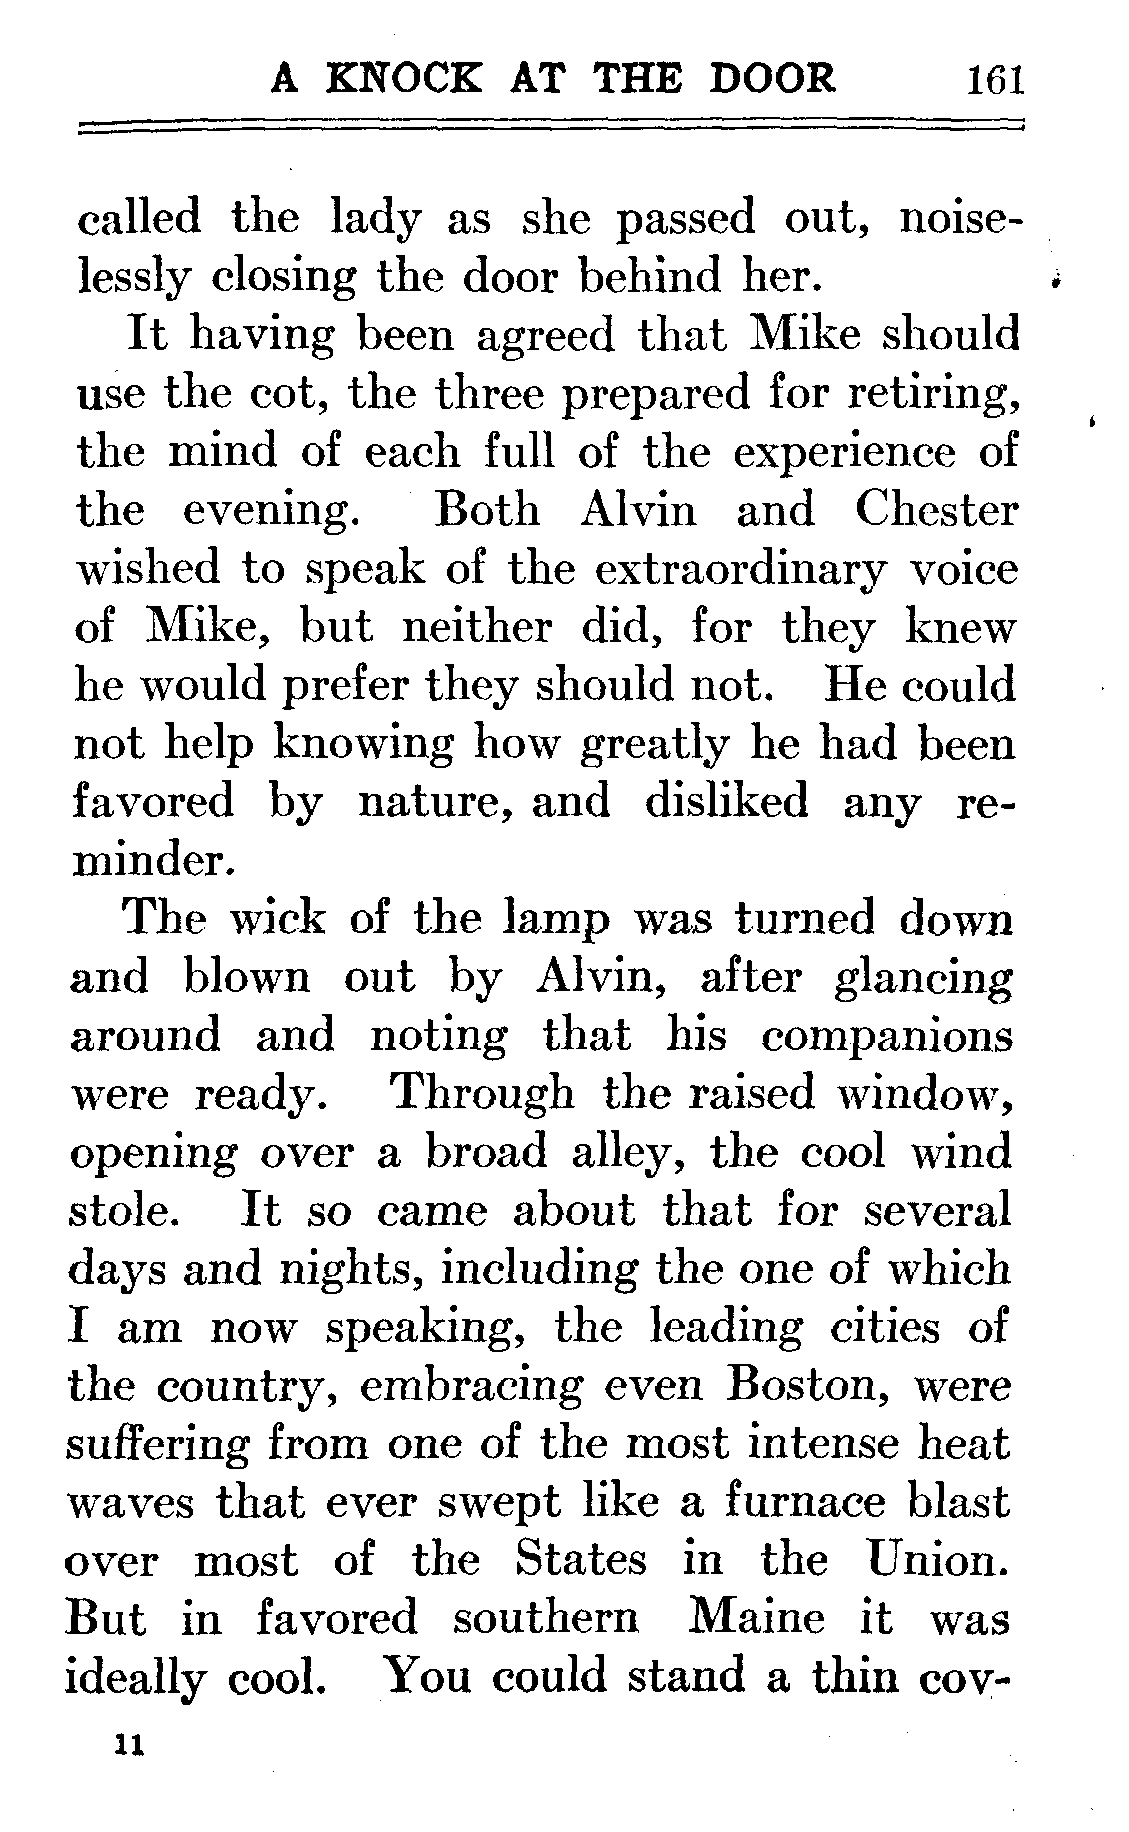 A KNOCK AT THE DOOR 161
called the lady as she passed out, noise-
lessly closing the door behind her.
It having been agreed that Mike should
use the cot, the three prepared for retiring,
the mind of each full of the experience of
the evening. Both Alvin and Chester
wished to speak of the extraordinary voice
of Mike, but neither did, for they knew
he would prefer they should not. He could
not help knowing how greatly he had been
favored by nature, and disliked any re-
minder.
The wick of the lamp was turned down
and blown out by Alvin, after glancing
around and noting that his companions
were ready. Through the raised window,
opening over a broad alley, the cool wind
stole. It so came about that for several
days and nights, including the one of which
I am now speaking, the leading cities of
the country, embracing even Boston, were
suffering from one of the most intense heat
waves that ever swept like a furnace blast
over most of the States in the Union.
But in favored southern Maine it was
ideally cool. You could stand a thin cov-
11